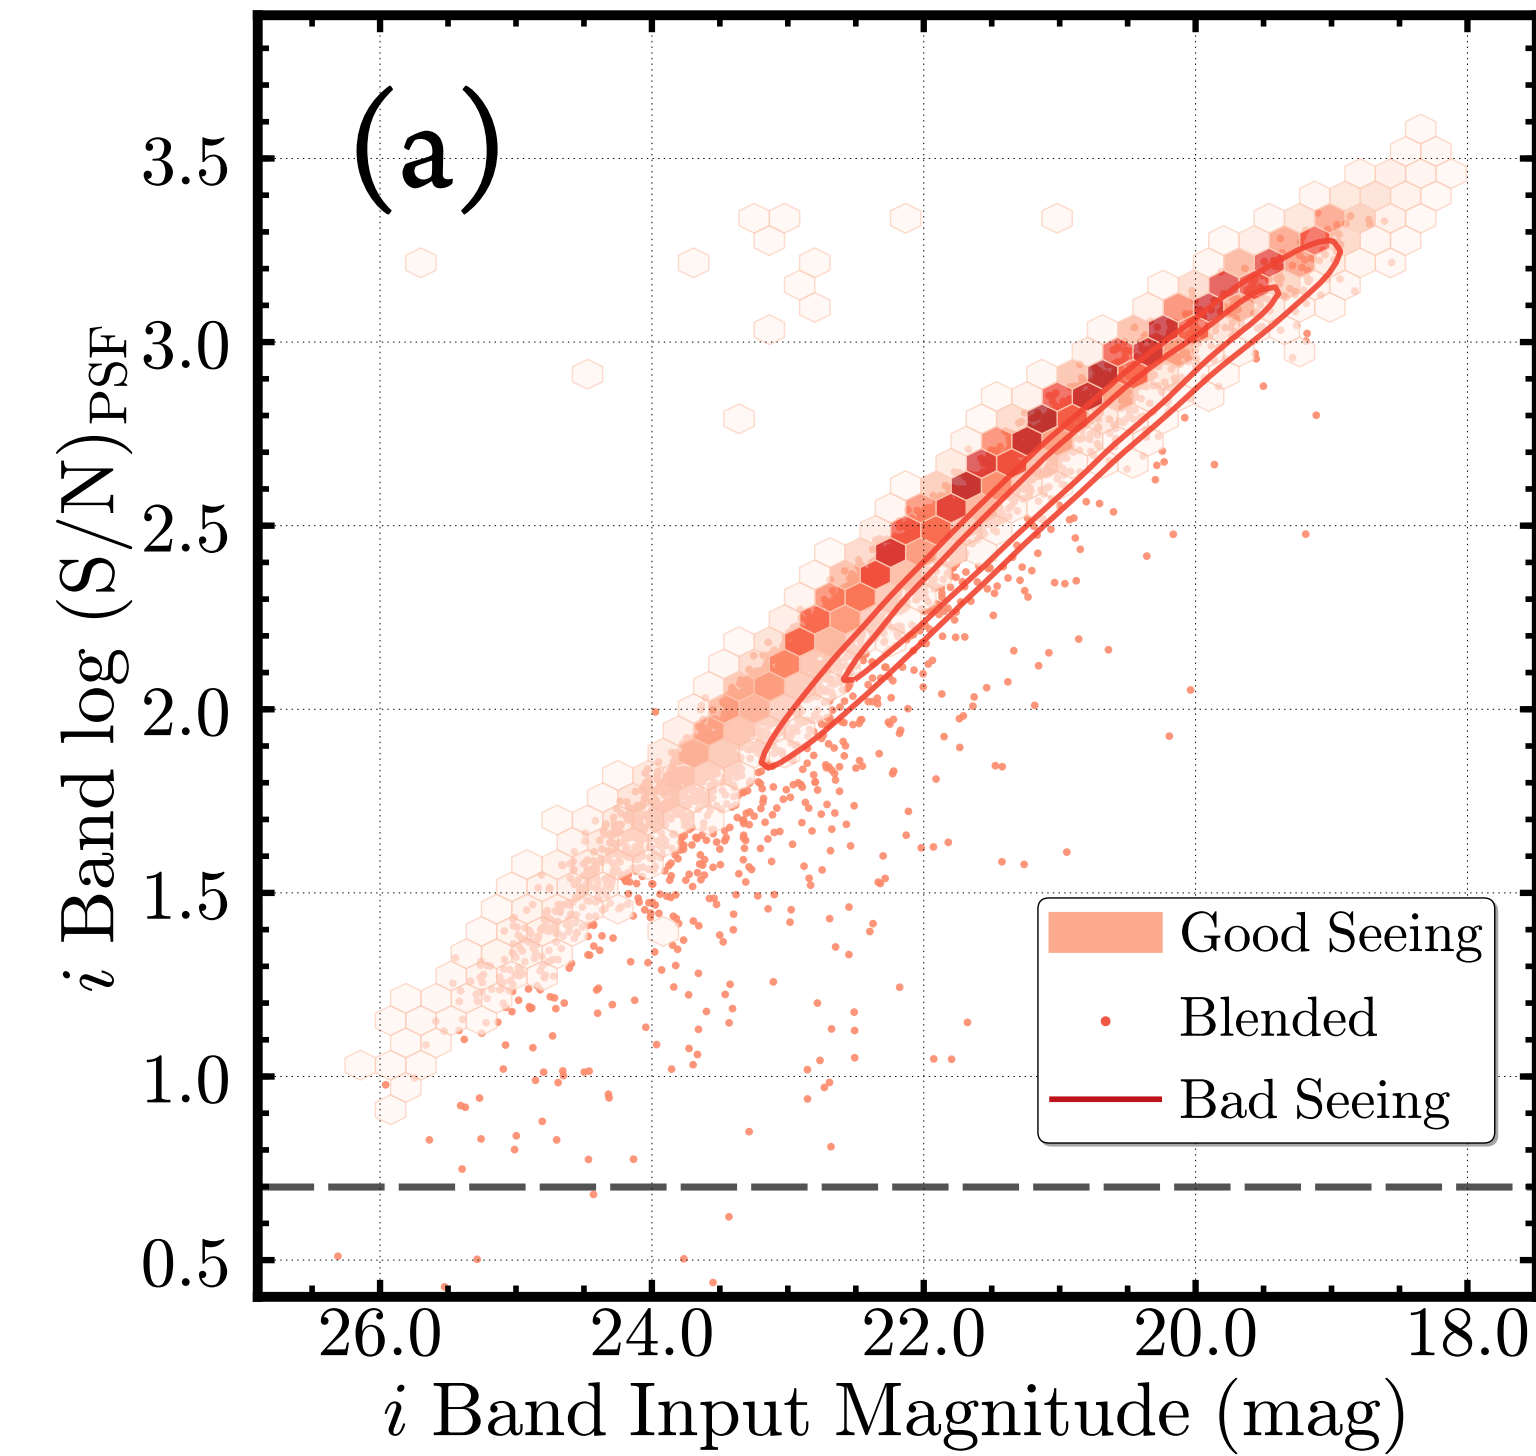 (a)
i Band log (S/N)PSF
3.5
3.0
2.5
2.0
1.5
1.0
0.5
Good Seeing
Blended
Bad Seeing
26.0 24.0 22.0 20.0 18.0
i Band Input Magnitude (mag)